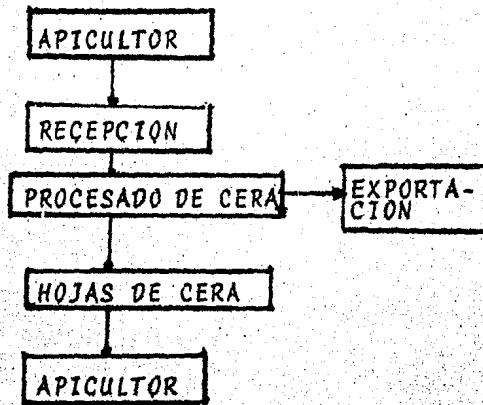 APICULTOR
RECEPCION
PROCESADO DE CERA
EXPORTA-
CION
HOJAS DE CERA
APICULTOR